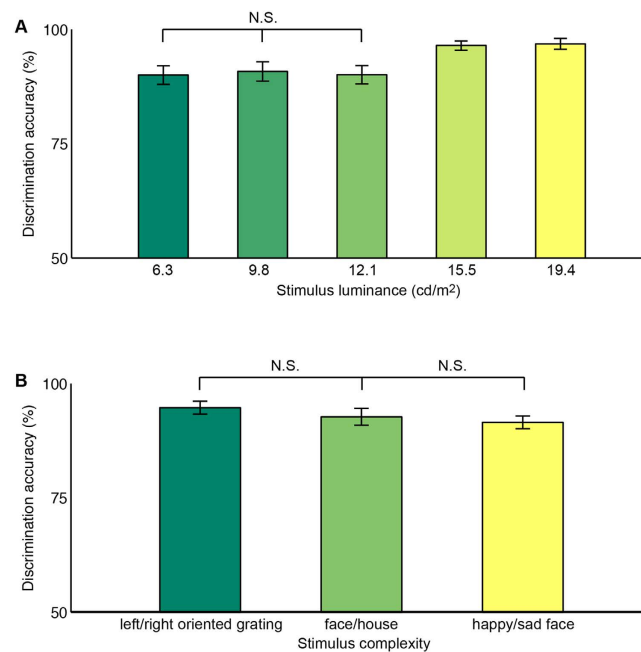 A
N.S.
100
75
50
Discrimination accuracy (%)
6.3 9.8 12.1 15.5 19.4
Stimulus luminance (cd/m²)
B
N.S. N.S.
100
75
50
Discrimination accuracy (%)
left/right oriented grating face/house happy/sad face
Stimulus complexity